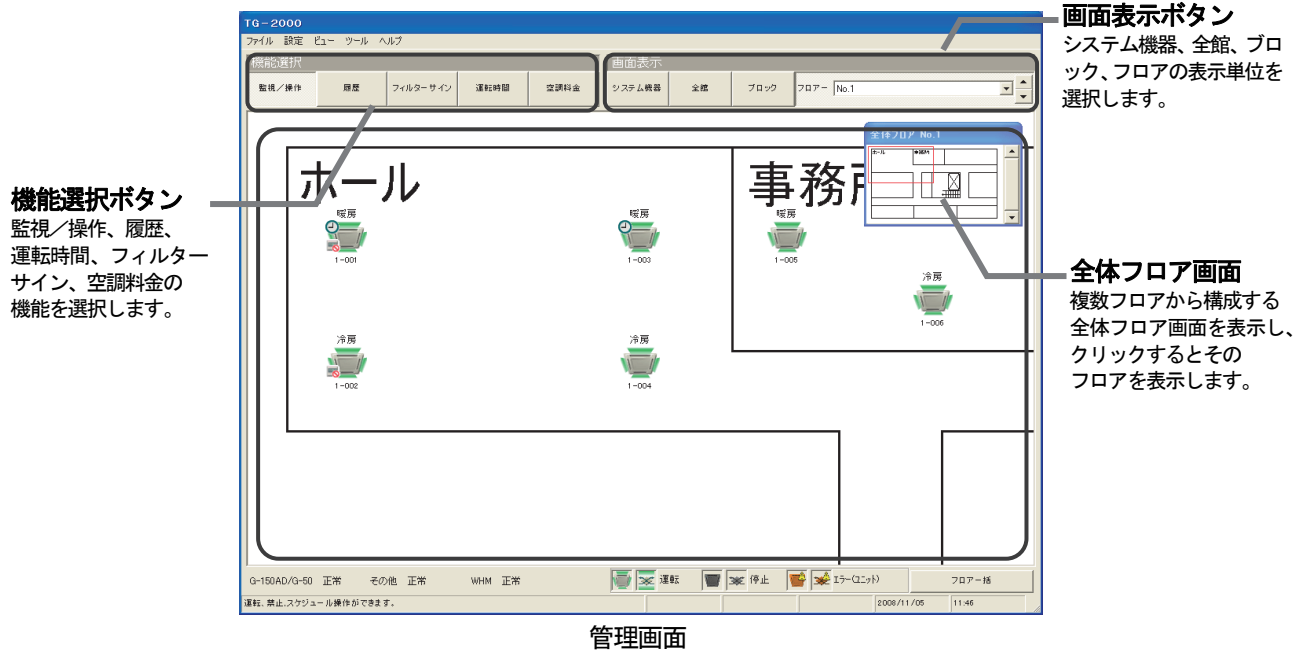 画面表示ボタン
システム機器、全館、ブロ
ック、フロアの表示単位を
選択します。
機能選択ボタン
監視／操作、履歴、
運転時間、フィルター
サイン、空調料金の
機能を選択します。
全体フロア画面
複数フロアから構成する
全体フロア画面を表示し、
クリックするとその
フロアを表示します。
TG-2000
ファイル 設定 ビュー ツール ヘルプ
機能選択
画面表示
監視／操作 履歴 フィルターサイン 運転時間 空調料金
システム機器 全館 ブロック フロアー No.1
全体フロア No.1
ホール 事務所
ホール
事務所
暖房
1-001
暖房
1-003
暖房
1-005
冷房
1-006
冷房
1-002
冷房
1-004
G-150AD/G-50 正常 その他 正常 WHM 正常 運転 停止 エラー(ユニット) フロア一括
運転、禁止、スケジュール操作ができます。 2008/11/05 11:46
管理画面